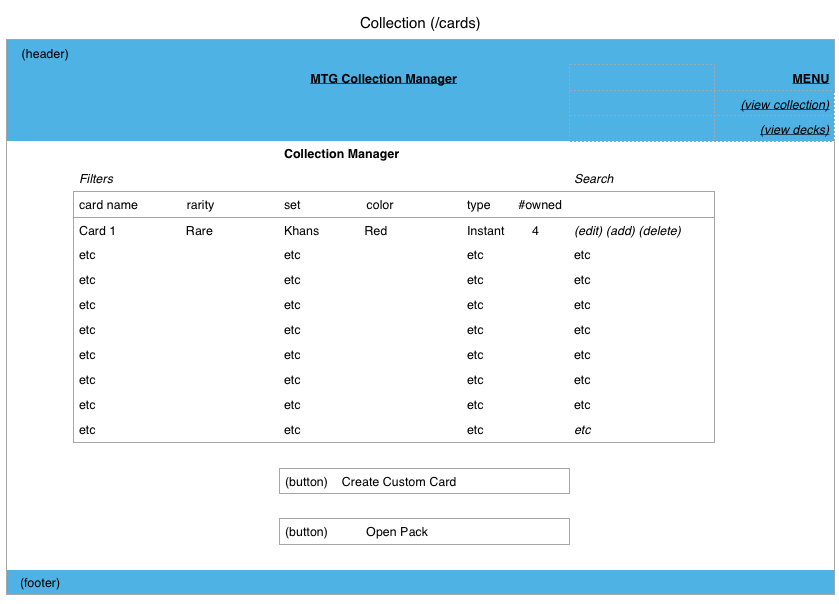 Collection (/cards)
(header)
MTG Collection Manager MENU
(view collection)
(view decks)
Collection Manager
Filters Search
card name rarity set color type #owned
Card 1 Rare Khans Red Instant 4 (edit) (add) (delete)
etc etc etc etc
etc etc etc etc
etc etc etc etc
etc etc etc etc
etc etc etc etc
etc etc etc etc
etc etc etc etc
etc etc etc etc
(button) Create Custom Card
(button) Open Pack
(footer)